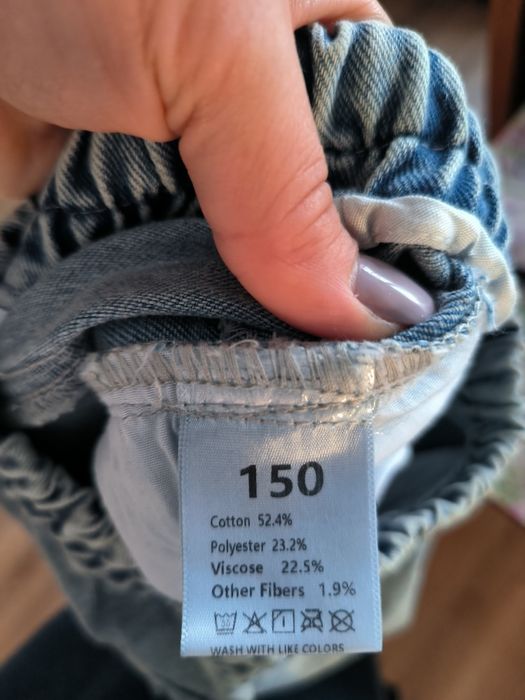 150
Cotton 52.4%
Polyester 23.2%
Viscose 22.5%
Other Fibers 1.9%
WASH WITH LIKE COLORS